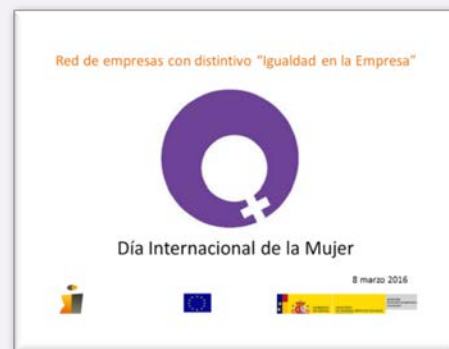 Red de empresas con distintivo “Igualdad en la Empresa”
Día Internacional de la Mujer
8 marzo 2016